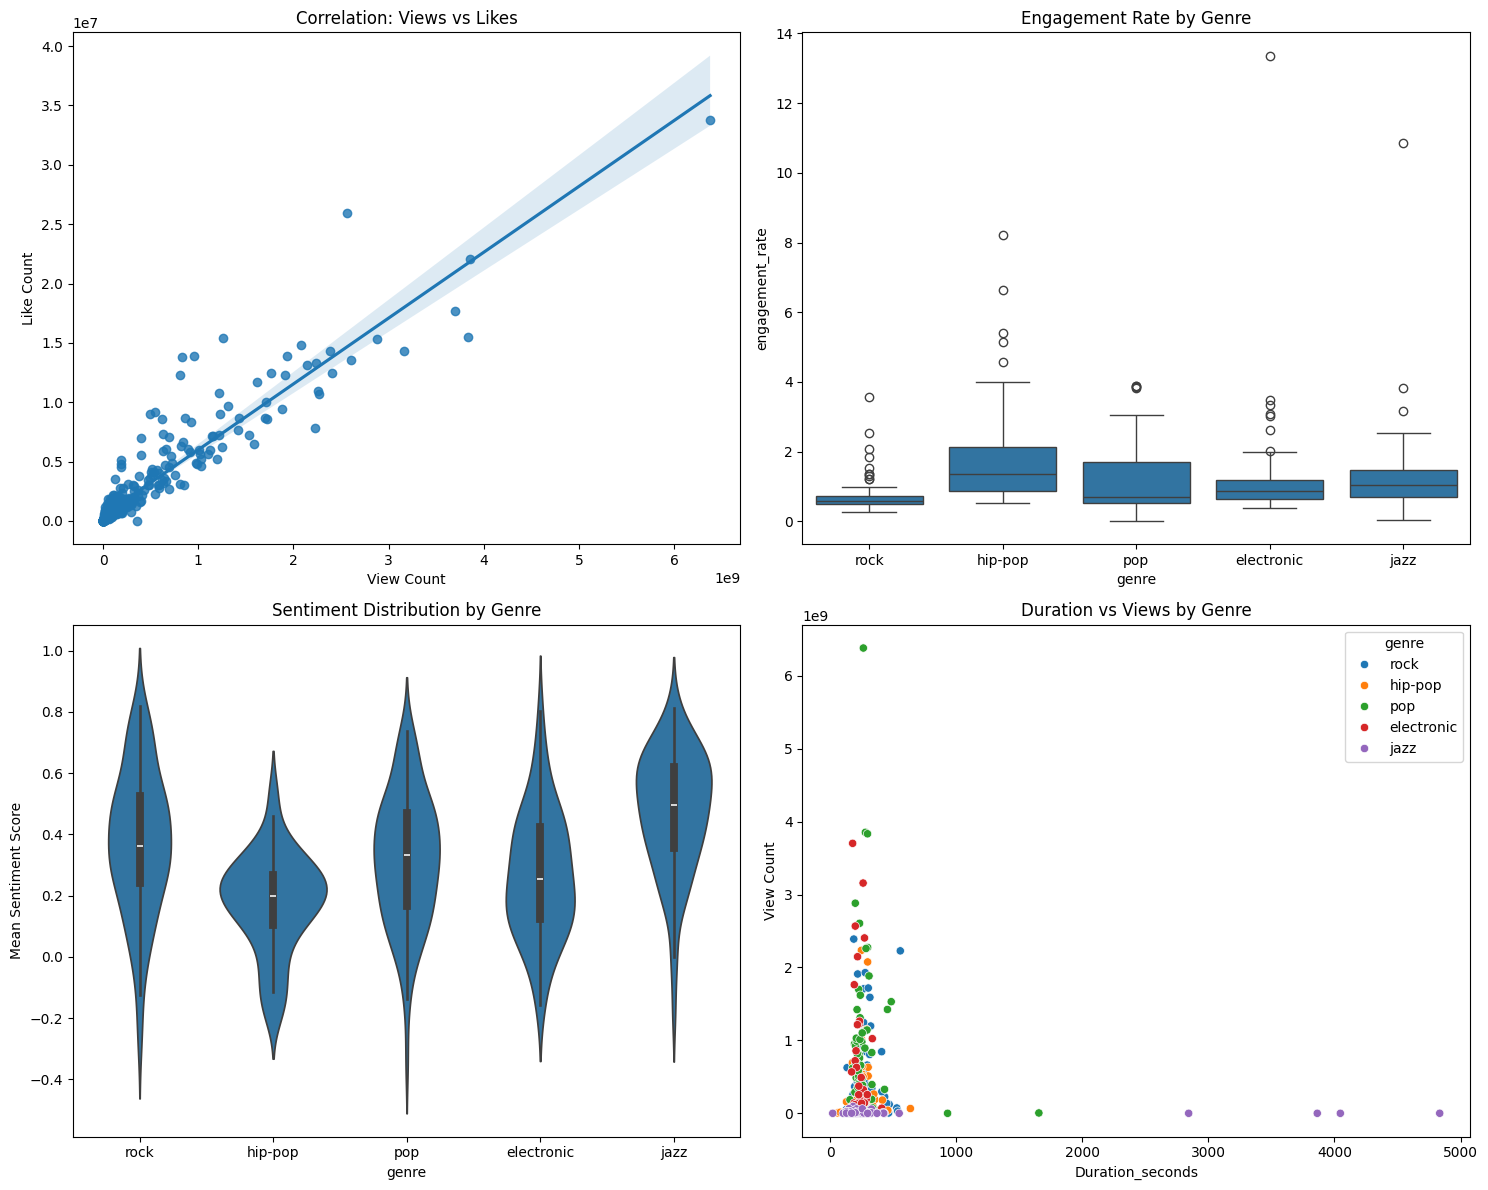 Correlation: Views vs Likes
1e7
4.0
3.5
3.0
2.5
2.0
1.5
1.0
0.5
0.0
Like Count
0 1 2 3 4 5 6
1e9
View Count
Engagement Rate by Genre
14
12
10
8
6
4
2
0
engagement_rate
rock hip-pop pop electronic jazz
genre
Sentiment Distribution by Genre
1.0
0.8
0.6
0.4
0.2
0.0
−0.2
−0.4
Mean Sentiment Score
rock hip-pop pop electronic jazz
genre
Duration vs Views by Genre
1e9
6
5
4
3
2
1
0
View Count
genre
rock
hip-pop
pop
electronic
jazz
0 1000 2000 3000 4000 5000
Duration_seconds